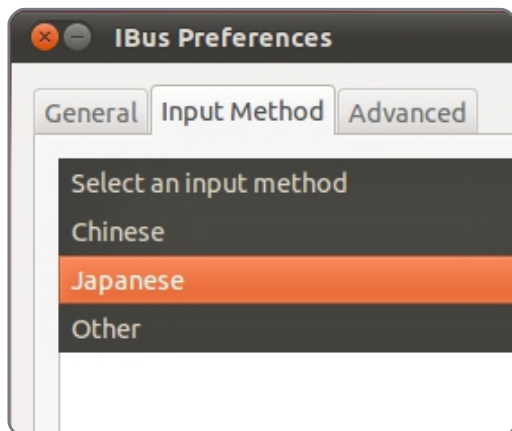 IBus Preferences
General Input Method Advanced
Select an input method
Chinese
Japanese
Other